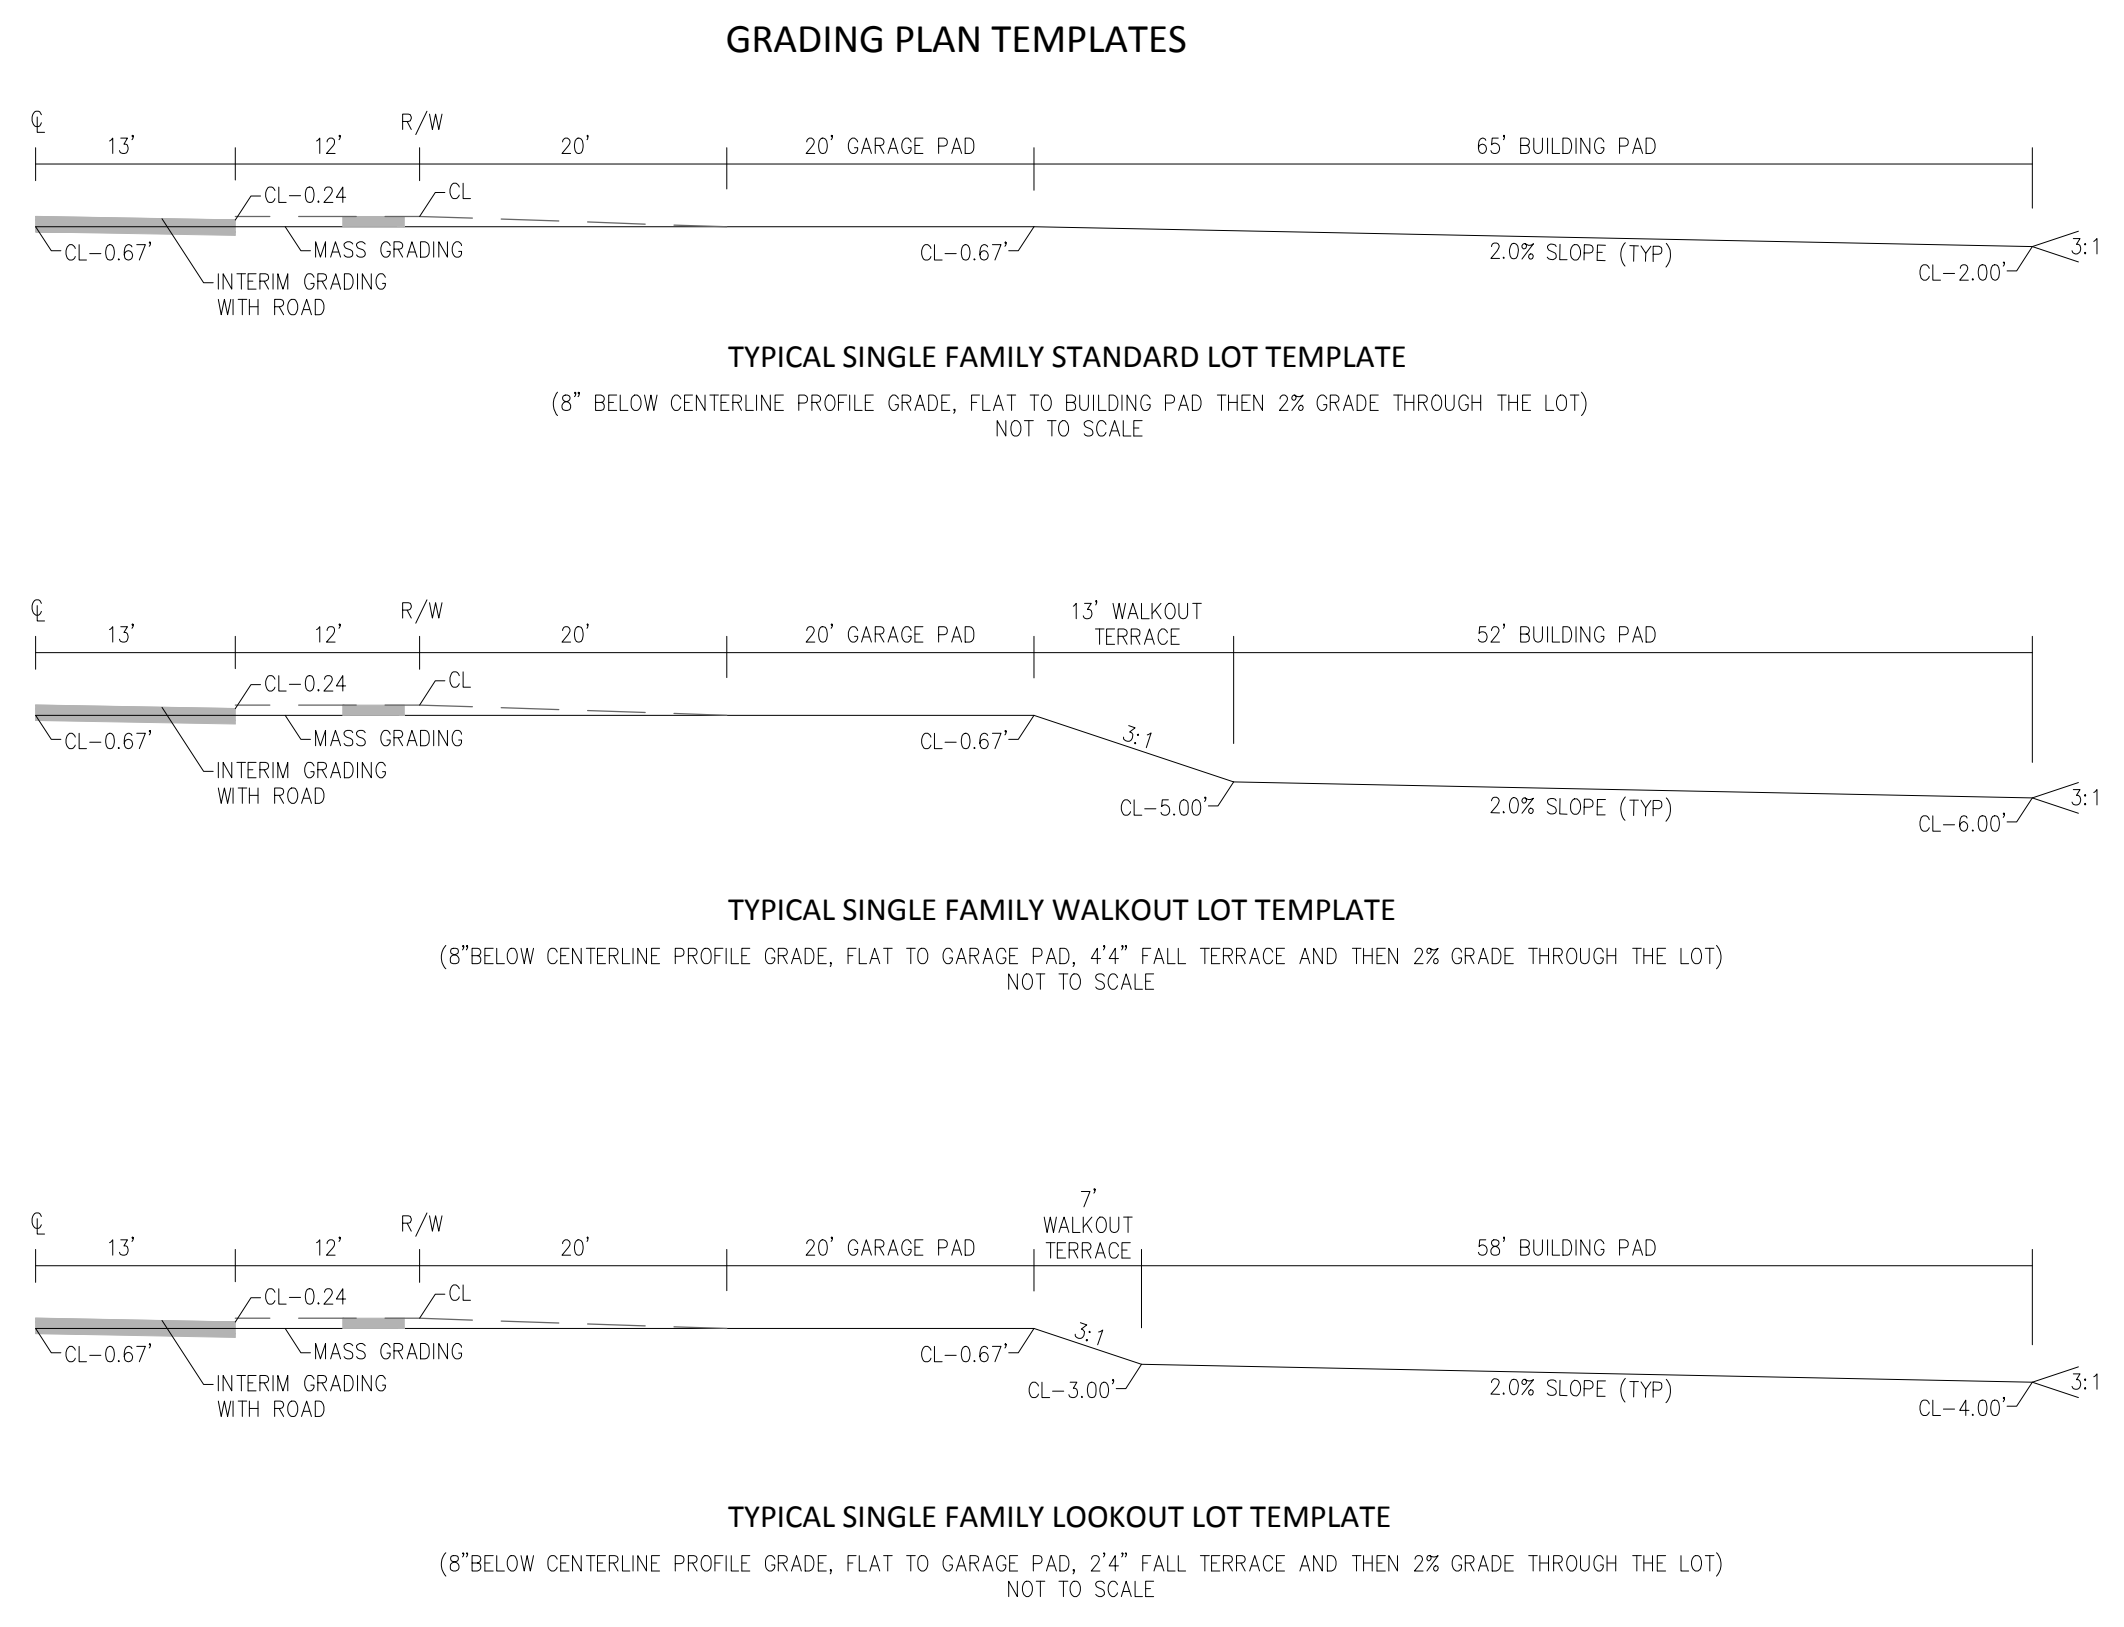 GRADING PLAN TEMPLATES
℄
R/W
13' 12' 20' 20' GARAGE PAD 65' BUILDING PAD
CL-0.24 CL
CL-0.67' MASS GRADING CL-0.67' 2.0% SLOPE (TYP) 3:1
CL-2.00'
INTERIM GRADING
WITH ROAD
TYPICAL SINGLE FAMILY STANDARD LOT TEMPLATE
(8" BELOW CENTERLINE PROFILE GRADE, FLAT TO BUILDING PAD THEN 2% GRADE THROUGH THE LOT)
NOT TO SCALE
℄ R/W 13' WALKOUT
TERRACE
13' 12' 20' 20' GARAGE PAD 52' BUILDING PAD
CL-0.24 CL
CL-0.67' MASS GRADING CL-0.67' 3:1
INTERIM GRADING
WITH ROAD
CL-5.00' 2.0% SLOPE (TYP) 3:1
CL-6.00'
TYPICAL SINGLE FAMILY WALKOUT LOT TEMPLATE
(8"BELOW CENTERLINE PROFILE GRADE, FLAT TO GARAGE PAD, 4'4" FALL TERRACE AND THEN 2% GRADE THROUGH THE LOT)
NOT TO SCALE
7'
℄ R/W WALKOUT
TERRACE
13' 12' 20' 20' GARAGE PAD 58' BUILDING PAD
CL-0.24 CL
CL-0.67' MASS GRADING CL-0.67' 3:1
INTERIM GRADING
WITH ROAD
CL-3.00' 2.0% SLOPE (TYP) 3:1
CL-4.00'
TYPICAL SINGLE FAMILY LOOKOUT LOT TEMPLATE
(8"BELOW CENTERLINE PROFILE GRADE, FLAT TO GARAGE PAD, 2'4" FALL TERRACE AND THEN 2% GRADE THROUGH THE LOT)
NOT TO SCALE